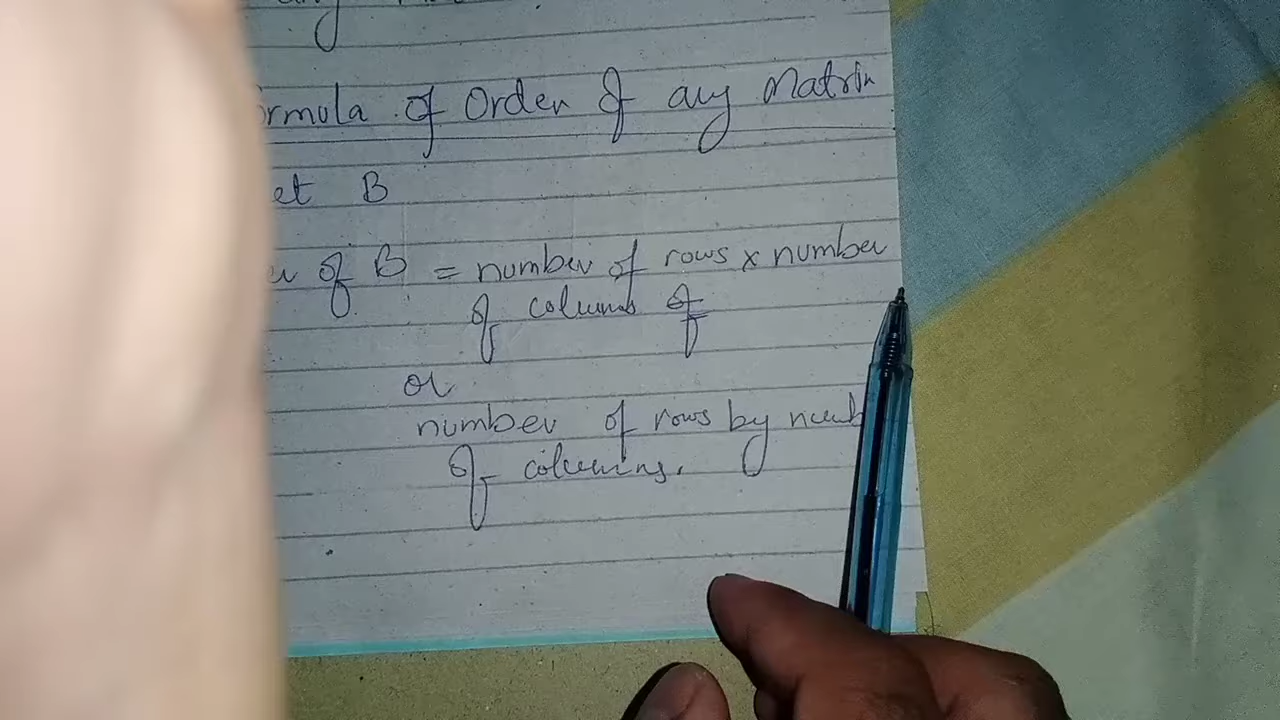 ormula of Order of any Matrix
et B
of B = number of rows x number
of columns of
or
number of rows by numb
of columns.